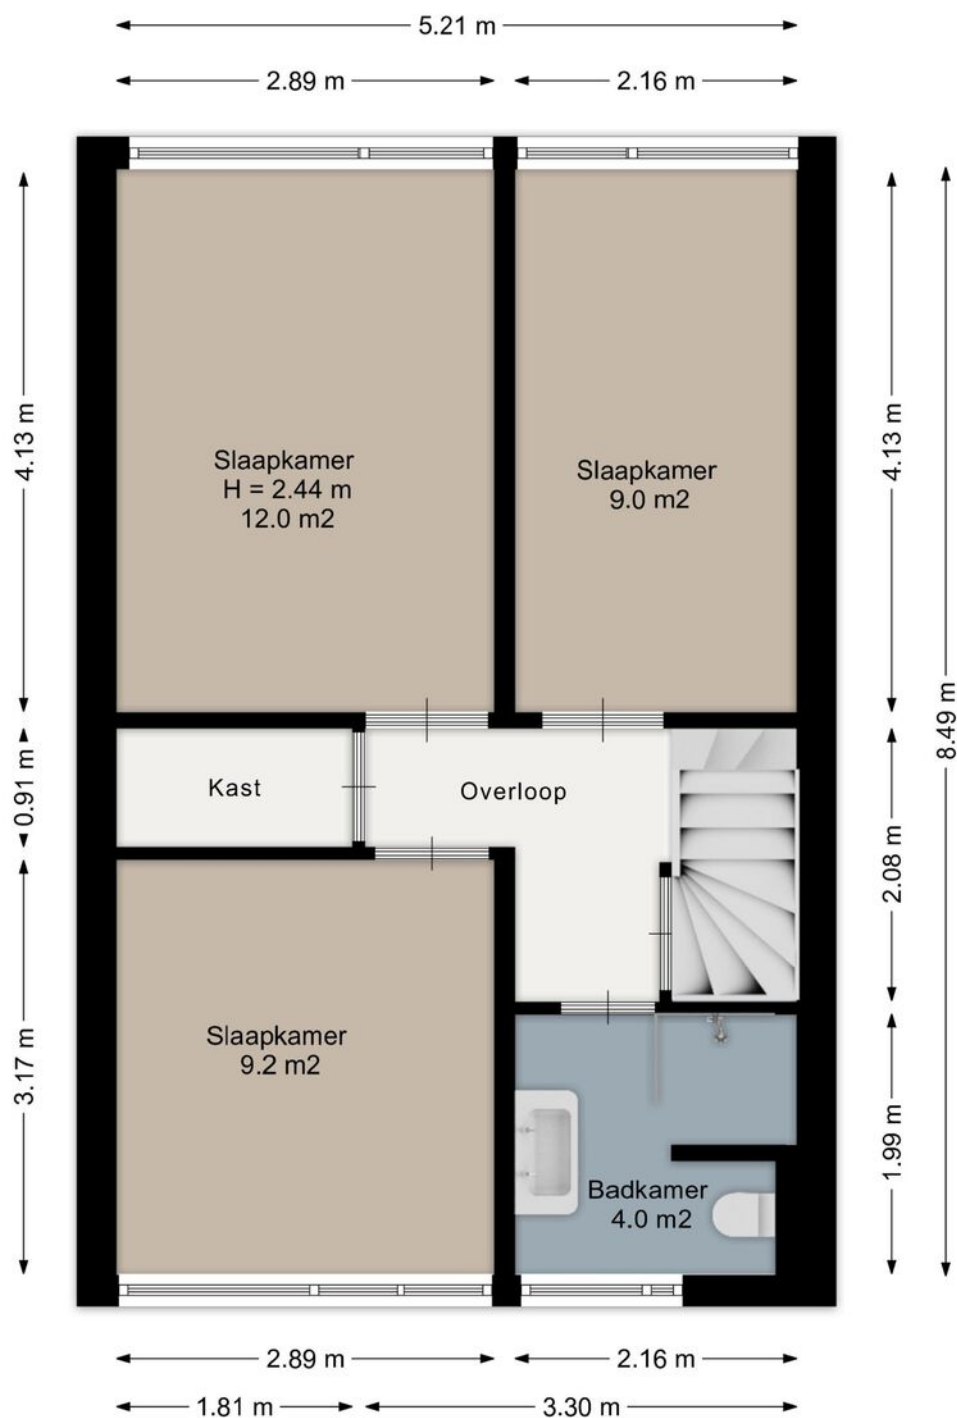 5.21 m
2.89 m
2.16 m
4.13 m
4.13 m
8.49 m
Slaapkamer
H = 2.44 m
12.0 m2
Slaapkamer
9.0 m2
0.91 m
Kast
Overloop
2.08 m
3.17 m
Slaapkamer
9.2 m2
1.99 m
Badkamer
4.0 m2
2.89 m
2.16 m
1.81 m
3.30 m